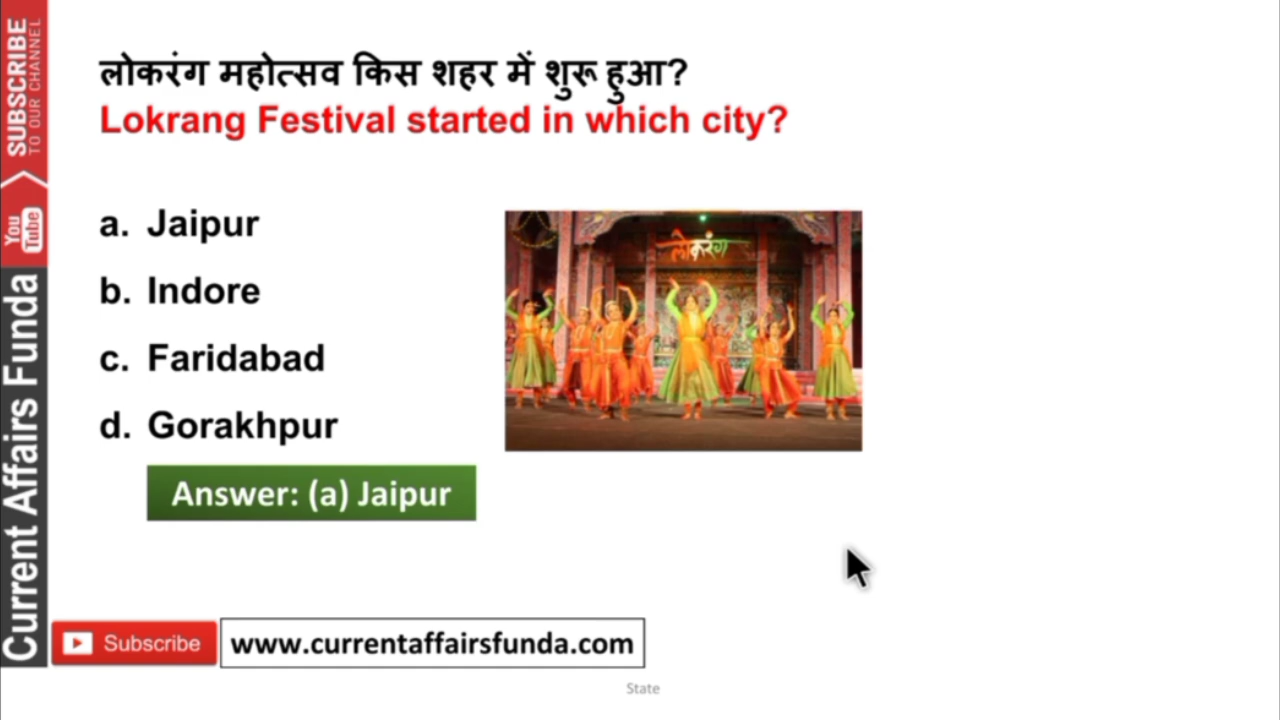 लोकरंग महोत्सव किस शहर में शुरू हुआ?
Lokrang Festival started in which city?
a. Jaipur
b. Indore
c. Faridabad
d. Gorakhpur
लोकरंग
Answer: (a) Jaipur
SUBSCRIBE
TO OUR CHANNEL
You
Tube
Current Affairs Funda
Subscribe
www.currentaffairsfunda.com
State